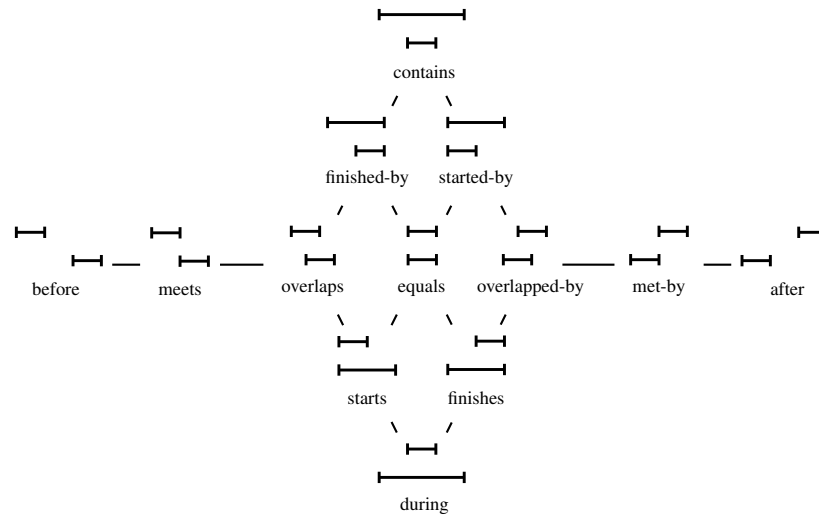 contains
finished-by started-by
before meets overlaps equals overlapped-by met-by after
starts finishes
during